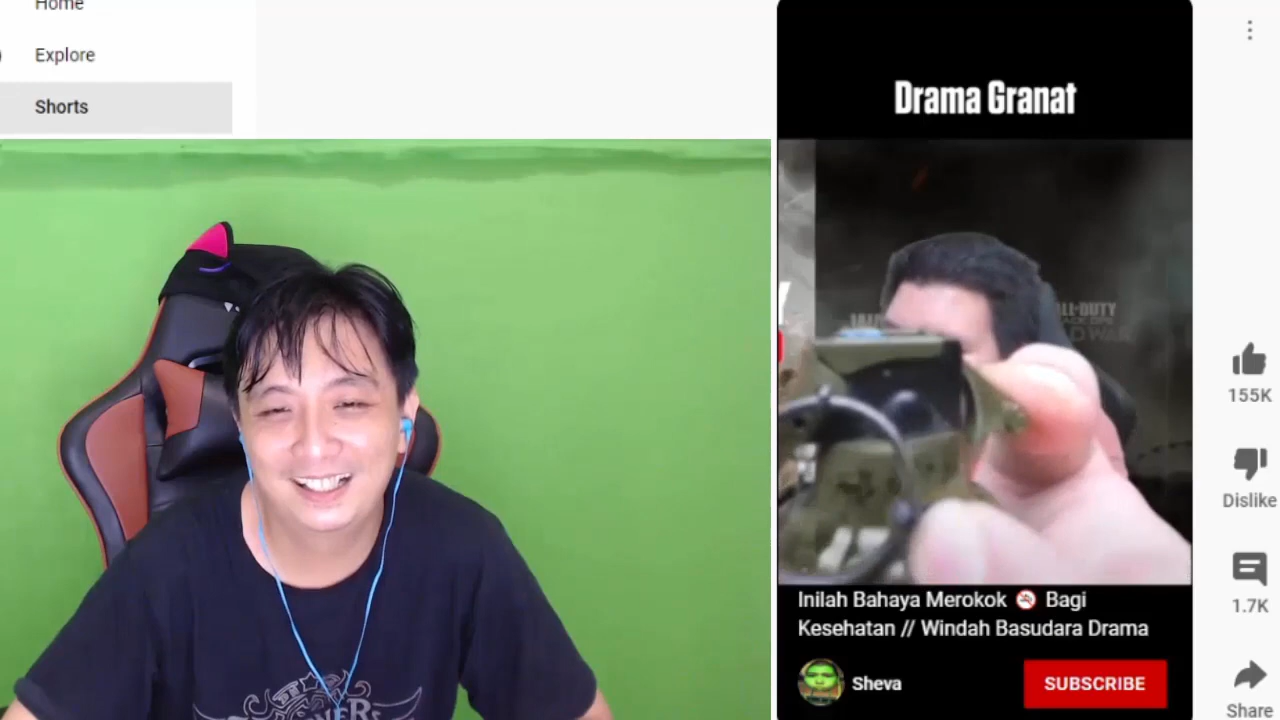 Home
Explore
Shorts
Drama Granat
Inilah Bahaya Merokok 🚭 Bagi
Kesehatan // Windah Basudara Drama
Sheva
SUBSCRIBE
155K
Dislike
1.7K
Share